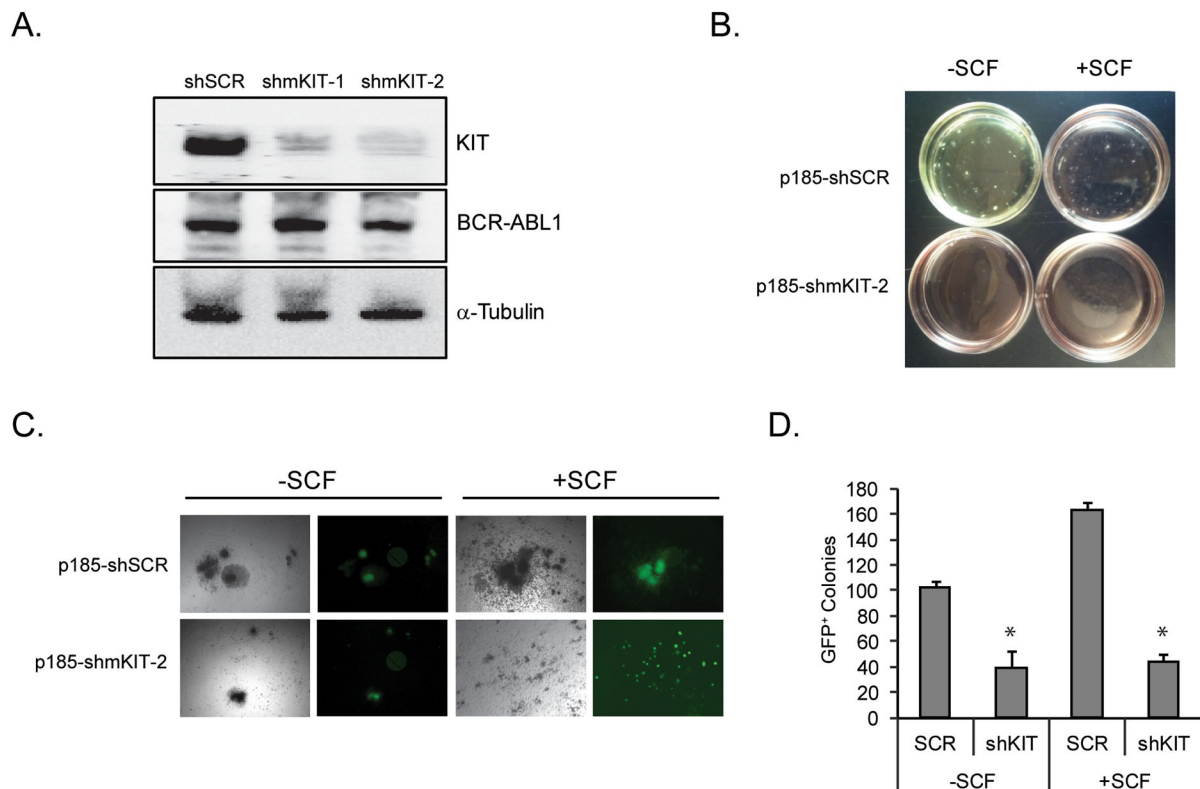 A.
shSCR shmKIT-1 shmKIT-2
KIT
BCR-ABL1
α-Tubulin
B.
-SCF +SCF
p185-shSCR
p185-shmKIT-2
C.
-SCF +SCF
p185-shSCR
p185-shmKIT-2
D.
GFP⁺ Colonies
180
160
140
120
100
80
60
40
20
0
* *
SCR shKIT SCR shKIT
-SCF +SCF